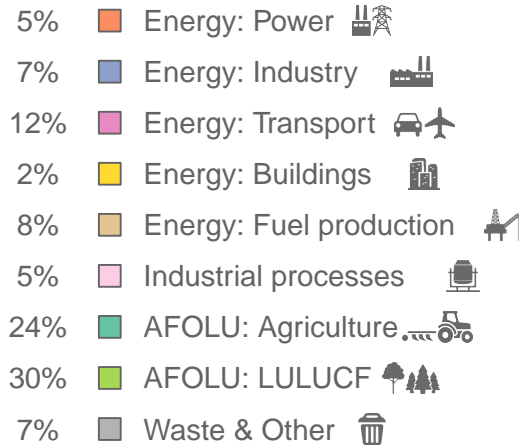 5% Energy: Power
7% Energy: Industry
12% Energy: Transport
2% Energy: Buildings
8% Energy: Fuel production
5% Industrial processes
24% AFOLU: Agriculture
30% AFOLU: LULUCF
7% Waste & Other